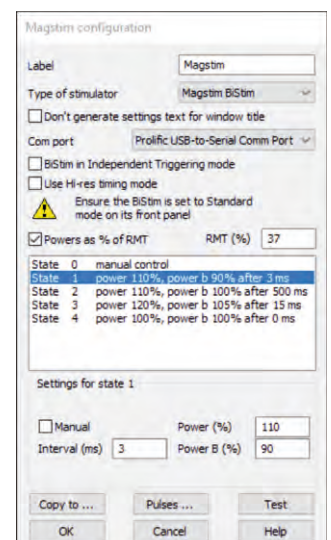 Magstim configuration
Label Magstim
Type of stimulator Magstim BiStim
Don't generate settings text for window title
Com port Prolific USB-to-Serial Comm Port
BiStim in Independent Triggering mode
Use Hi-res timing mode
Ensure the BiStim is set to Standard
mode on its front panel
Powers as % of RMT RMT (%) 37
State 0 manual control
State 1 power 110%, power b 90% after 3 ms
State 2 power 110%, power b 100% after 500 ms
State 3 power 120%, power b 105% after 15 ms
State 4 power 100%, power b 100% after 0 ms
Settings for state 1
Manual Power (%) 110
Interval (ms) 3 Power B (%) 90
Copy to ... Pulses ... Test
OK Cancel Help